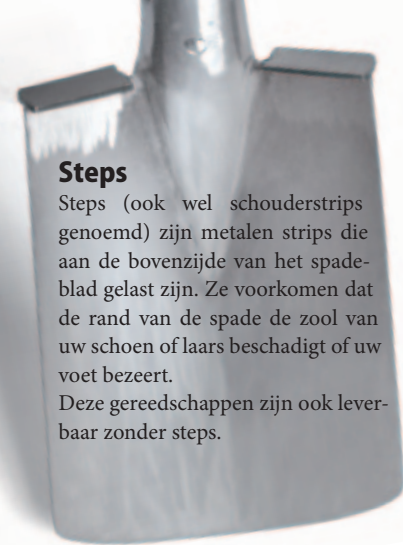 Steps
Steps (ook wel schouderstrips
genoemd) zijn metalen strips die
aan de bovenzijde van het spade-
blad gelast zijn. Ze voorkomen dat
de rand van de spade de zool van
uw schoen of laars beschadigt of uw
voet bezeert.
Deze gereedschappen zijn ook lever-
baar zonder steps.